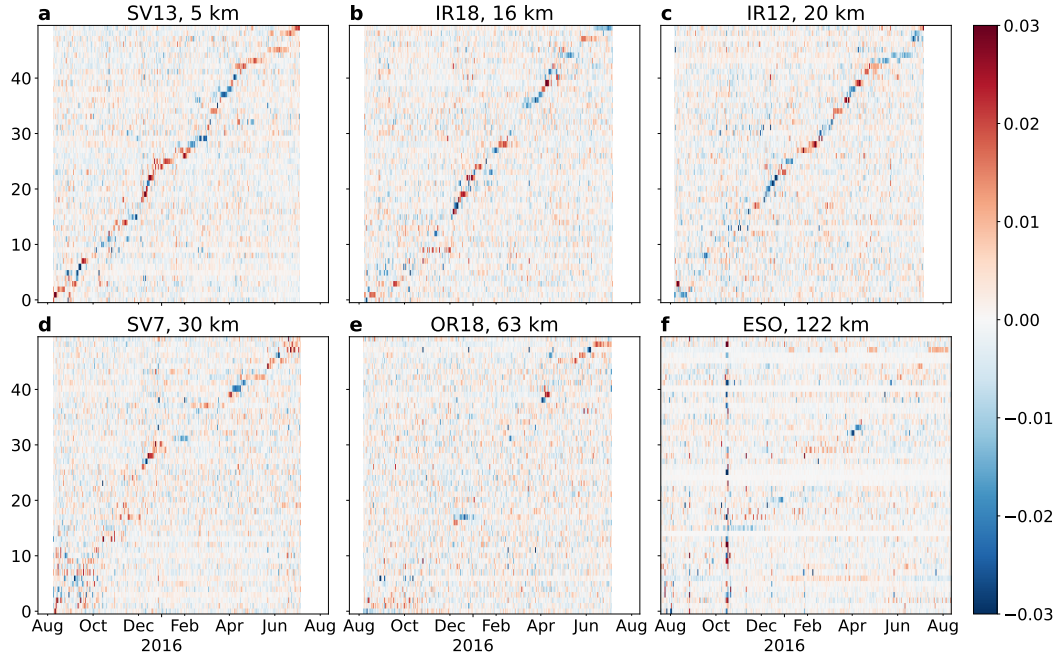 a SV13, 5 km
b IR18, 16 km
c IR12, 20 km
40
30
20
10
0
0.03
0.02
0.01
0.00
−0.01
−0.02
−0.03
d SV7, 30 km
e OR18, 63 km
f ESO, 122 km
40
30
20
10
0
Aug Oct Dec Feb Apr Jun Aug
2016
Aug Oct Dec Feb Apr Jun Aug
2016
Aug Oct Dec Feb Apr Jun Aug
2016